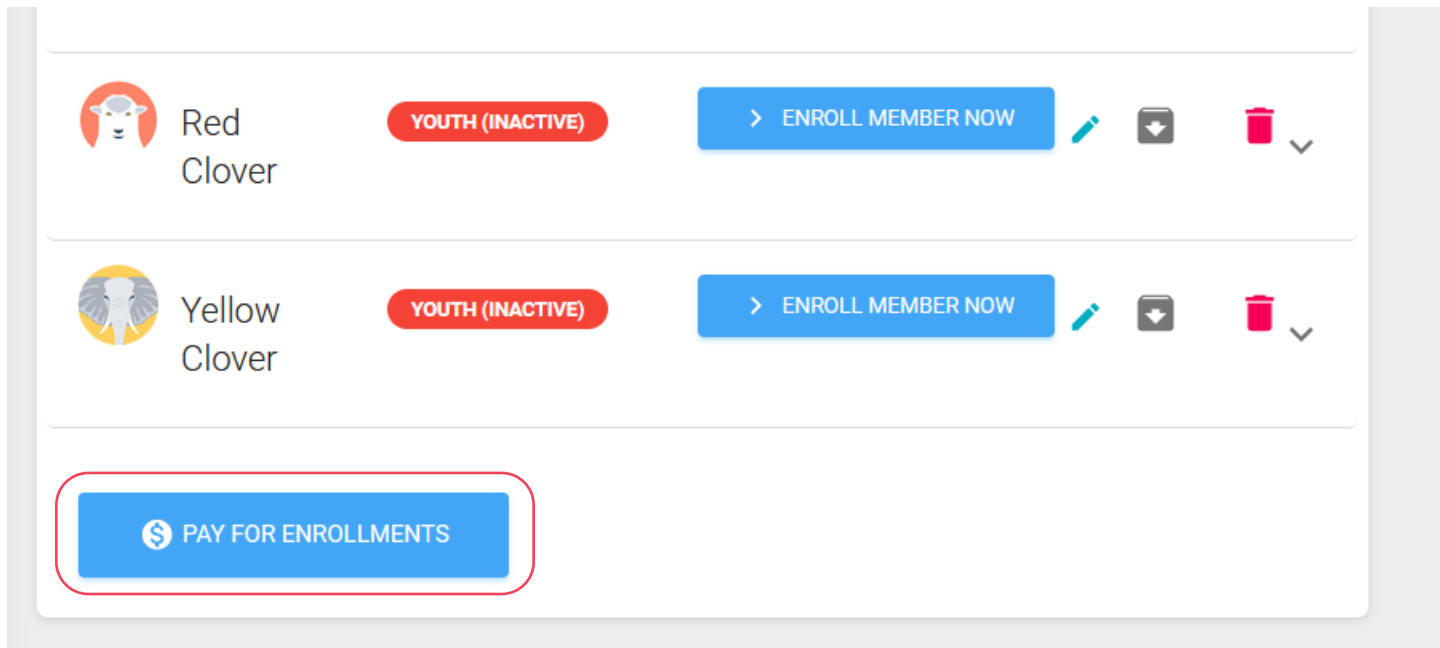 Red
Clover
YOUTH (INACTIVE)
ENROLL MEMBER NOW
Yellow
Clover
YOUTH (INACTIVE)
ENROLL MEMBER NOW
PAY FOR ENROLLMENTS